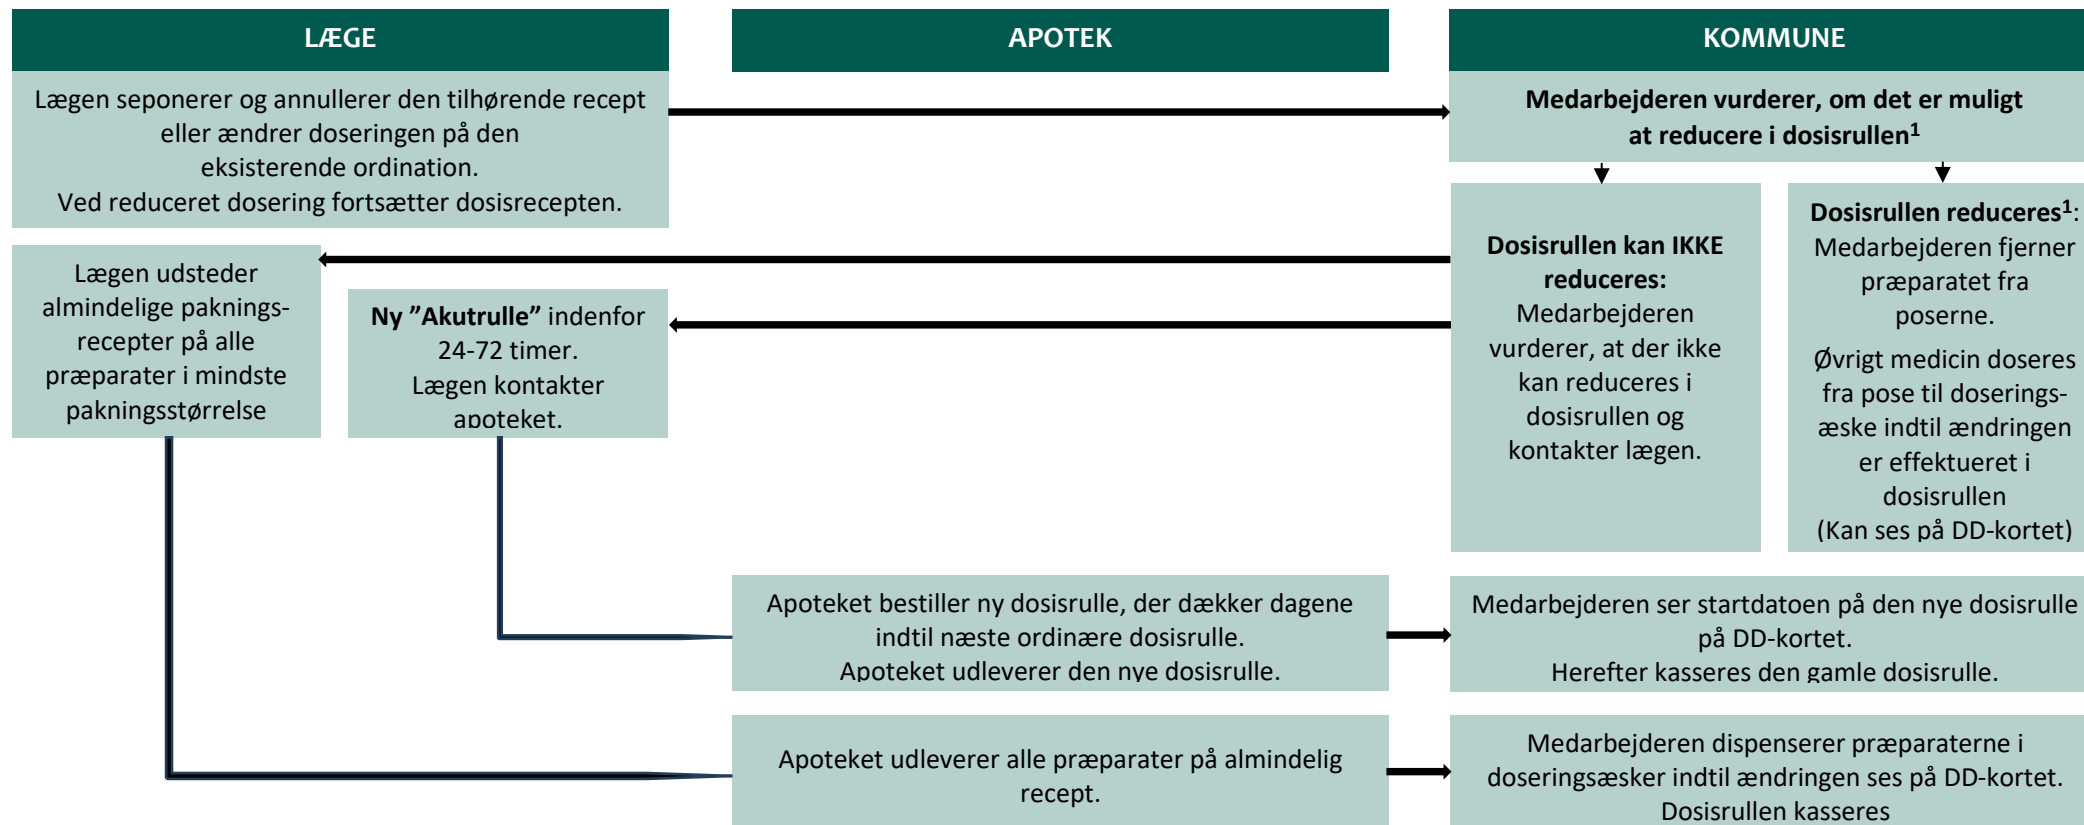 LÆGE
APOTEK
KOMMUNE
Lægen seponerer og annullerer den tilhørende recept
eller ændrer doseringen på den
eksisterende ordination.
Ved reduceret dosering fortsætter dosisrecepten.
Medarbejderen vurderer, om det er muligt
at reducere i dosisrullen1
Lægen udsteder
almindelige paknings-
recepter på alle
præparater i mindste
pakningsstørrelse
Ny ”Akutrulle” indenfor
24-72 timer.
Lægen kontakter
apoteket.
Dosisrullen kan IKKE
reduceres:
Medarbejderen
vurderer, at der ikke
kan reduceres i
dosisrullen og
kontakter lægen.
Dosisrullen reduceres1:
Medarbejderen fjerner
præparatet fra
poserne.
Øvrigt medicin doseres
fra pose til doserings-
æske indtil ændringen
er effektueret i
dosisrullen
(Kan ses på DD-kortet)
Apoteket bestiller ny dosisrulle, der dækker dagene
indtil næste ordinære dosisrulle.
Apoteket udleverer den nye dosisrulle.
Medarbejderen ser startdatoen på den nye dosisrulle
på DD-kortet.
Herefter kasseres den gamle dosisrulle.
Apoteket udleverer alle præparater på almindelig
recept.
Medarbejderen dispenserer præparaterne i
doseringsæsker indtil ændringen ses på DD-kortet.
Dosisrullen kasseres